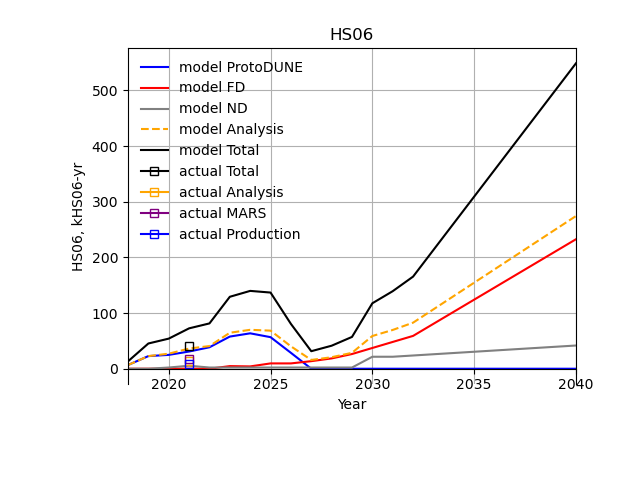 HS06
model ProtoDUNE
model FD
model ND
model Analysis
model Total
actual Total
actual Analysis
actual MARS
actual Production
HS06, kHS06-yr
500
400
300
200
100
0
2020 2025 2030 2035 2040
Year